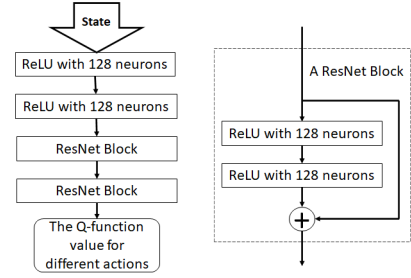 State
ReLU with 128 neurons
ReLU with 128 neurons
ResNet Block
ResNet Block
The Q-function
value for
different actions
A ResNet Block
ReLU with 128 neurons
ReLU with 128 neurons
+